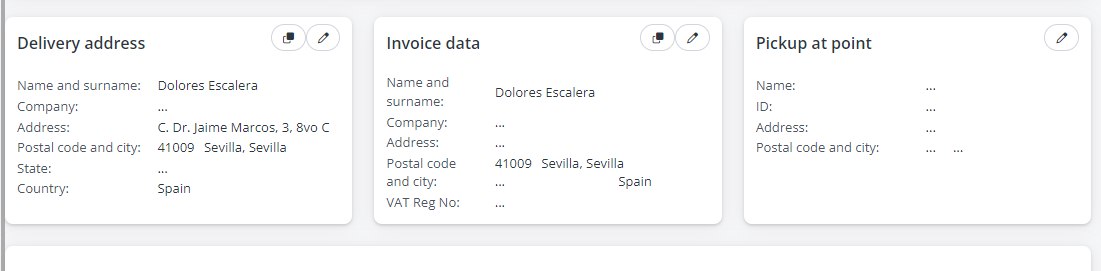 Delivery address
Name and surname: Dolores Escalera
Company: ...
Address: C. Dr. Jaime Marcos, 3, 8vo C
Postal code and city: 41009 Sevilla, Sevilla
State: ...
Country: Spain
Invoice data
Name and
surname: Dolores Escalera
Company: ...
Address: ...
Postal code 41009 Sevilla, Sevilla
and city: ... Spain
VAT Reg No: ...
Pickup at point
Name: ...
ID: ...
Address: ...
Postal code and city: ... ...